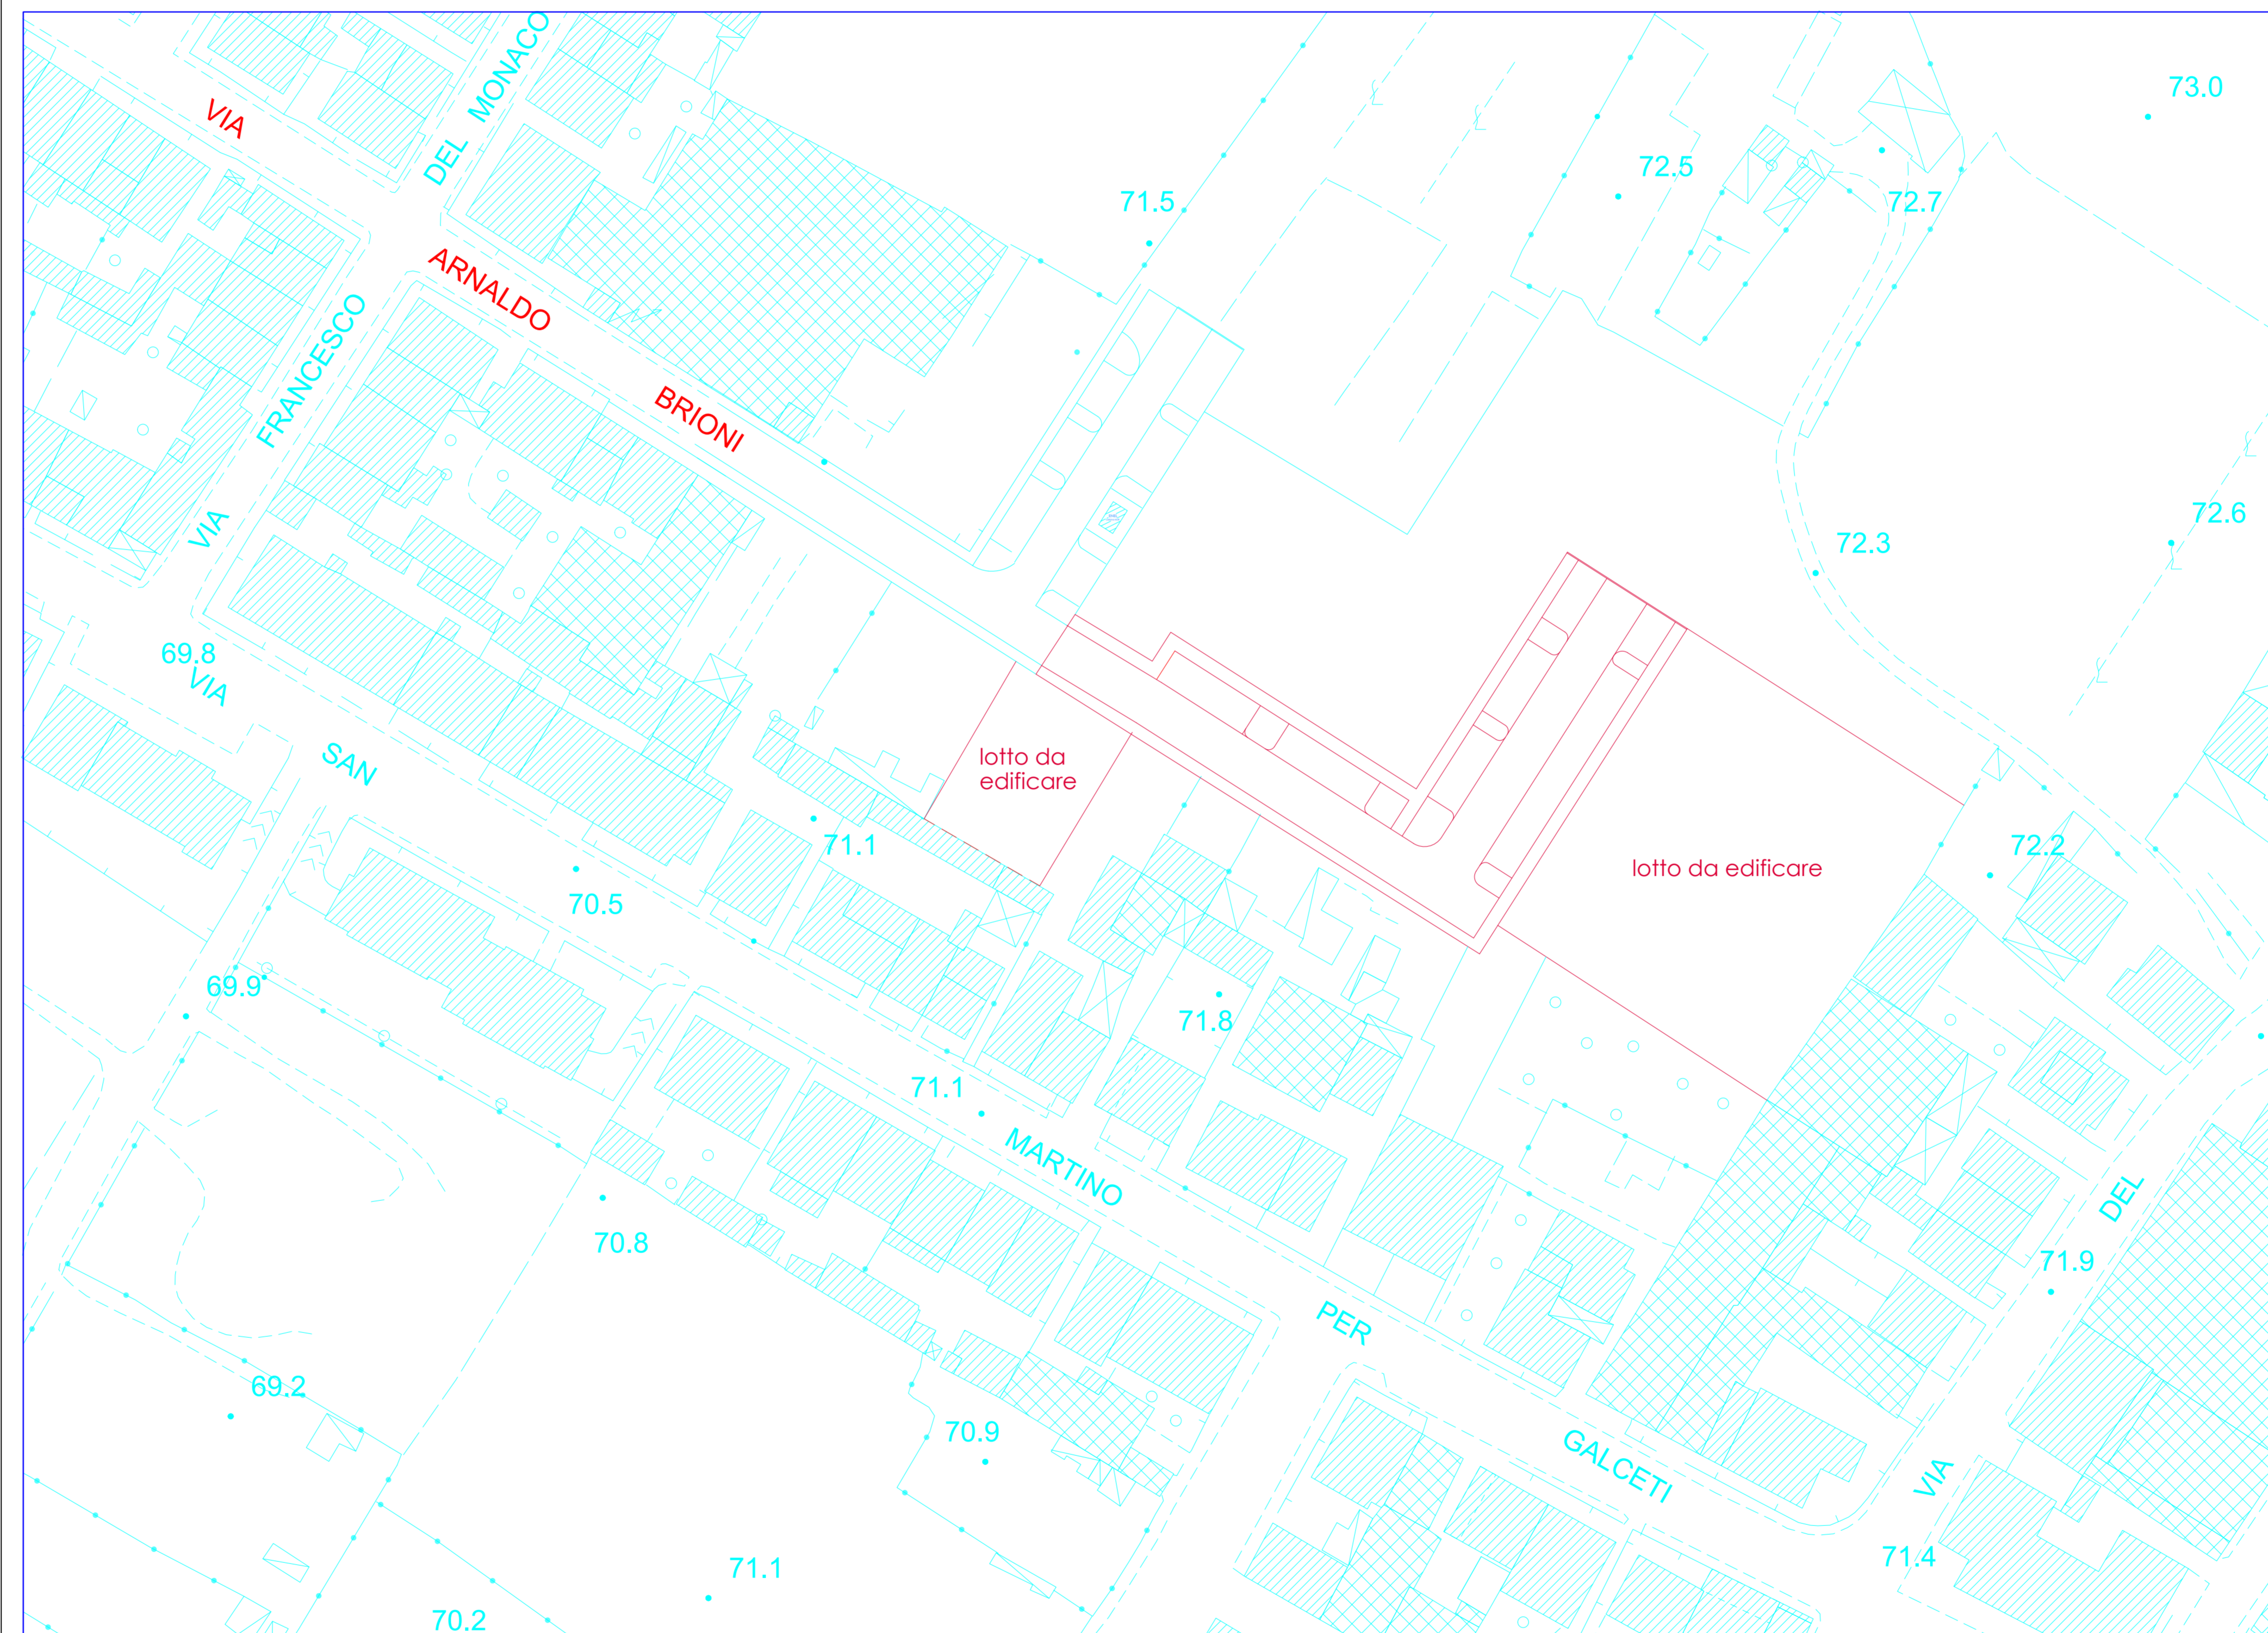 VIA
ARNALDO
BRIONI
DEL MONACO
FRANCESCO
VIA
73.0
72.5
72.7
71.5
72.6
72.3
69.8
VIA
SAN
MARTINO
PER
GALCETI
lotto da
edificare
lotto da edificare
71.1
72.2
70.5
69.9
71.8
71.1
DEL
VIA
70.8
71.9
69.2
70.9
71.4
71.1
70.2